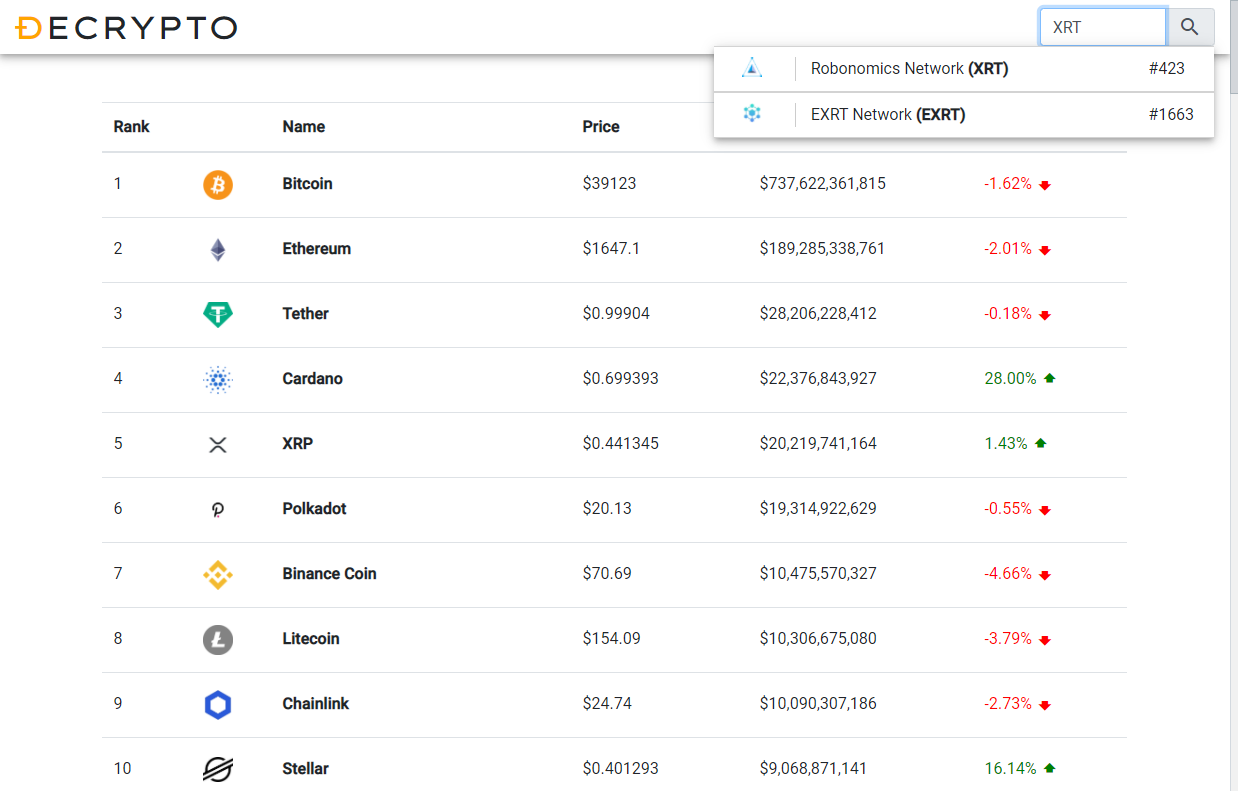 DECRYPTO
XRT
Robonomics Network (XRT) #423
EXRT Network (EXRT) #1663
Rank Name Price
1 Bitcoin $39123 $737,622,361,815 -1.62%
2 Ethereum $1647.1 $189,285,338,761 -2.01%
3 Tether $0.99904 $28,206,228,412 -0.18%
4 Cardano $0.699393 $22,376,843,927 28.00%
5 XRP $0.441345 $20,219,741,164 1.43%
6 Polkadot $20.13 $19,314,922,629 -0.55%
7 Binance Coin $70.69 $10,475,570,327 -4.66%
8 Litecoin $154.09 $10,306,675,080 -3.79%
9 Chainlink $24.74 $10,090,307,186 -2.73%
10 Stellar $0.401293 $9,068,871,141 16.14%